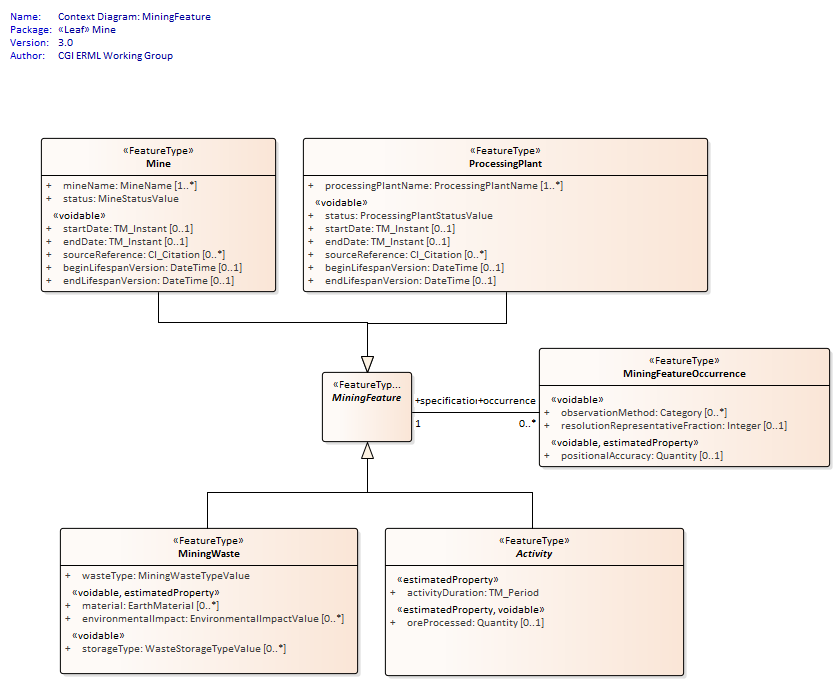 Name: Context Diagram: MiningFeature
Package: «Leaf» Mine
Version: 3.0
Author: CGI ERML Working Group
«FeatureType»
Mine
+ mineName: MineName [1..*]
+ status: MineStatusValue
«voidable»
+ startDate: TM_Instant [0..1]
+ endDate: TM_Instant [0..1]
+ sourceReference: CI_Citation [0..*]
+ beginLifespanVersion: DateTime [0..1]
+ endLifespanVersion: DateTime [0..1]
«FeatureType»
ProcessingPlant
+ processingPlantName: ProcessingPlantName [1..*]
«voidable»
+ status: ProcessingPlantStatusValue
+ startDate: TM_Instant [0..1]
+ endDate: TM_Instant [0..1]
+ sourceReference: CI_Citation [0..*]
+ beginLifespanVersion: DateTime [0..1]
+ endLifespanVersion: DateTime [0..1]
«FeatureTyp...
MiningFeature
+specification +occurrence
1 0..*
«FeatureType»
MiningFeatureOccurrence
«voidable»
+ observationMethod: Category [0..*]
+ resolutionRepresentativeFraction: Integer [0..1]
«voidable, estimatedProperty»
+ positionalAccuracy: Quantity [0..1]
«FeatureType»
MiningWaste
+ wasteType: MiningWasteTypeValue
«voidable, estimatedProperty»
+ material: EarthMaterial [0..*]
+ environmentalImpact: EnvironmentalImpactValue [0..*]
«voidable»
+ storageType: WasteStorageTypeValue [0..*]
«FeatureType»
Activity
«estimatedProperty»
+ activityDuration: TM_Period
«estimatedProperty, voidable»
+ oreProcessed: Quantity [0..1]